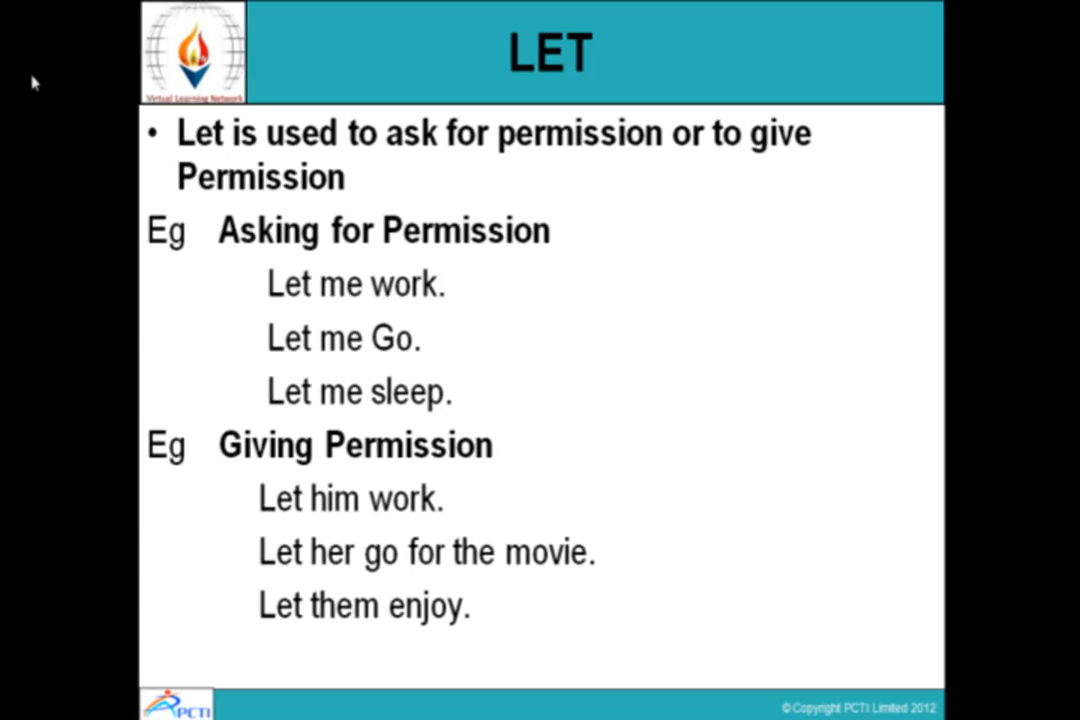 LET
Virtual Learning Network
• Let is used to ask for permission or to give
Permission
Eg Asking for Permission
Let me work.
Let me Go.
Let me sleep.
Eg Giving Permission
Let him work.
Let her go for the movie.
Let them enjoy.
PCTI
©Copyright PCTI Limited 2012